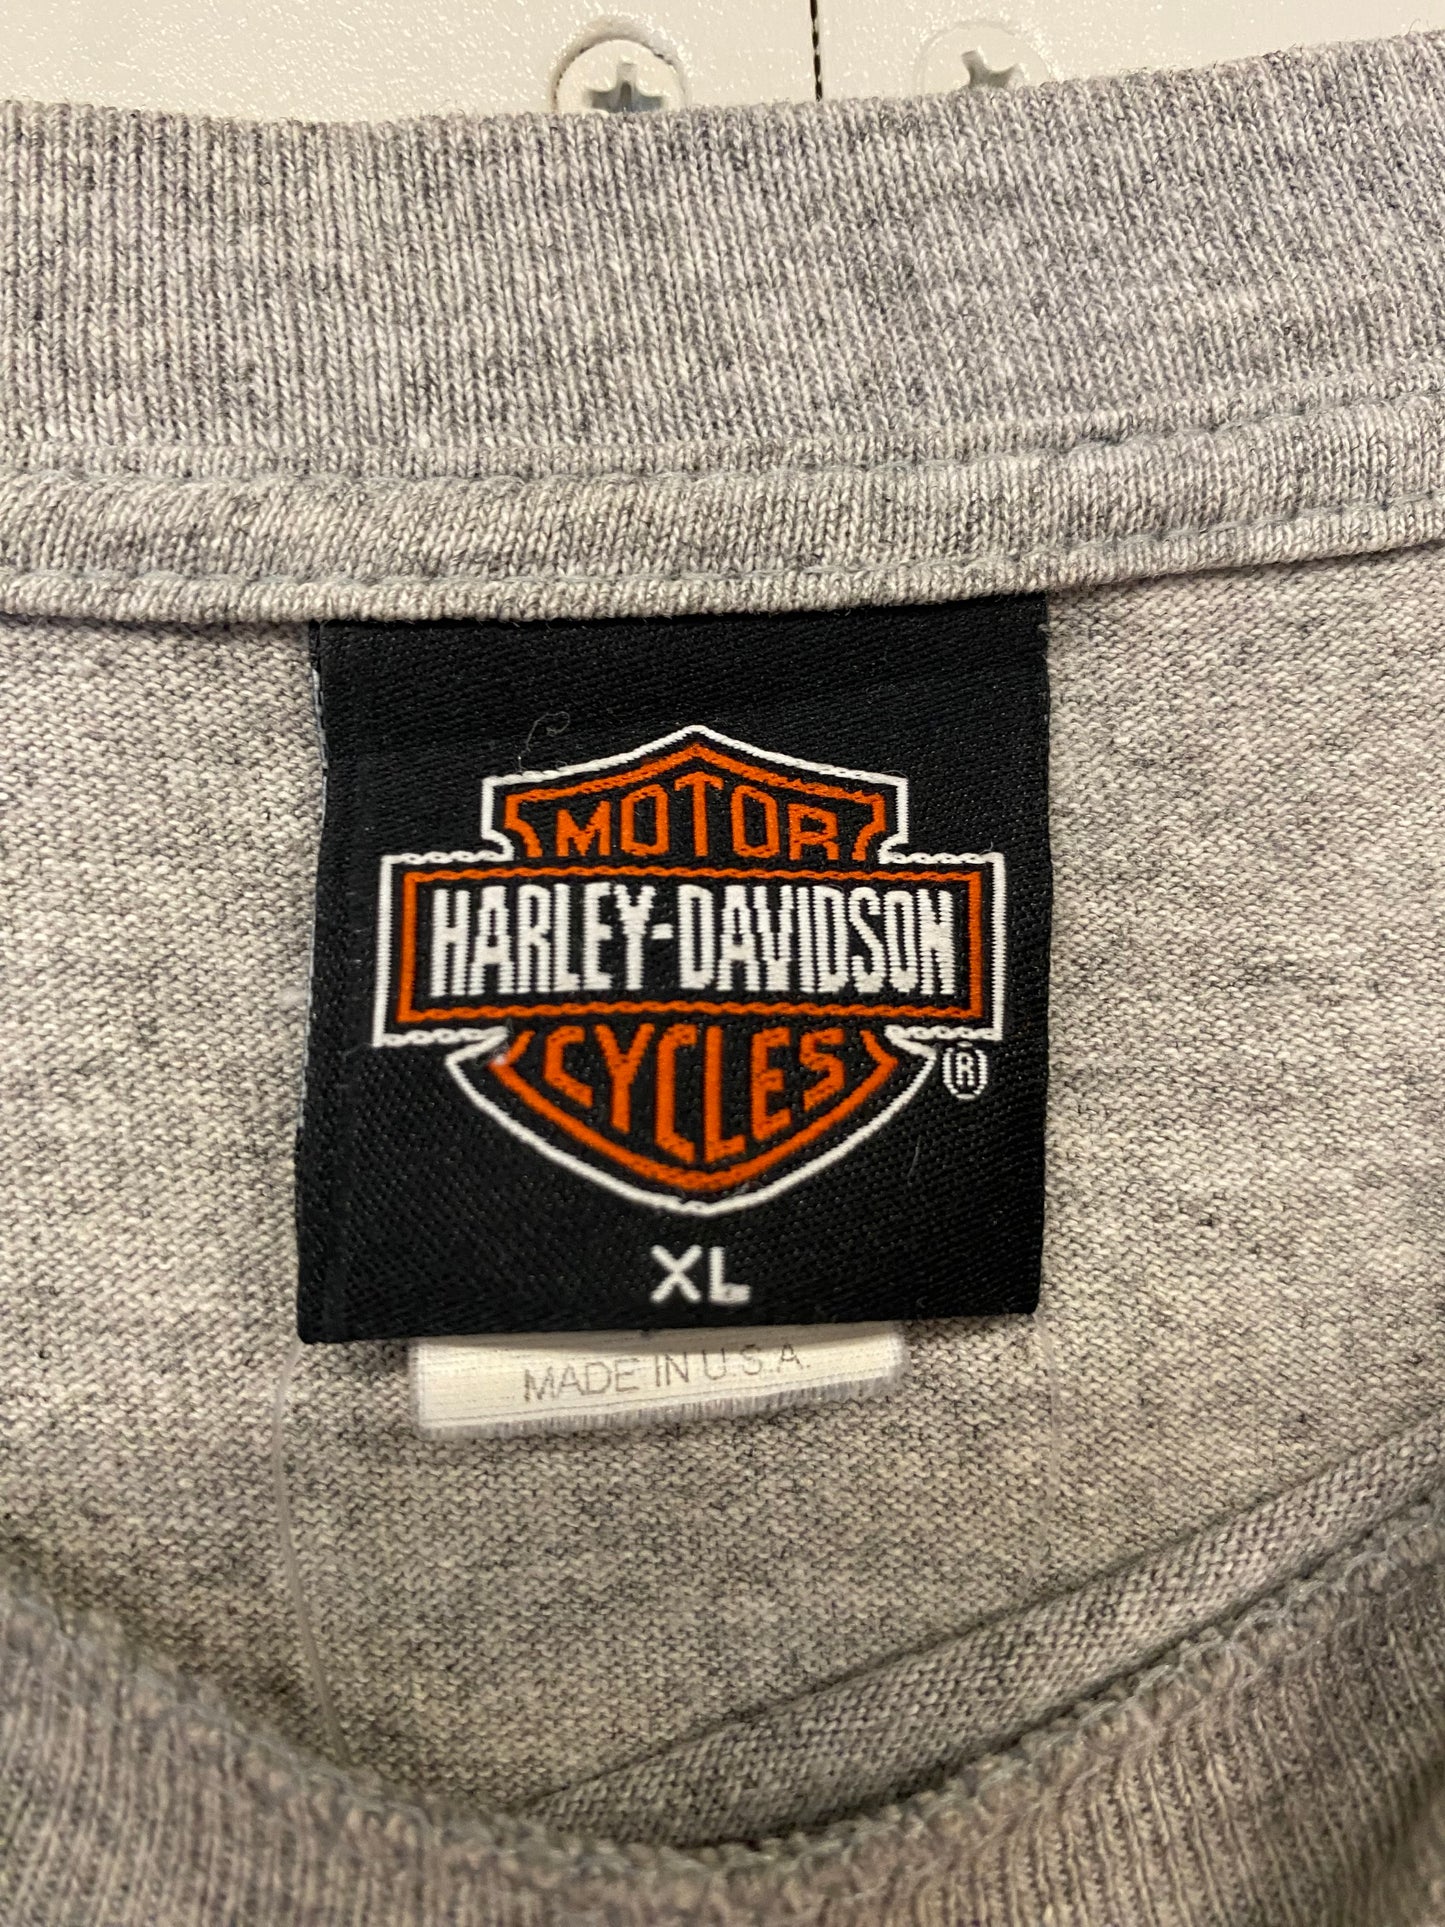 MOTOR
HARLEY-DAVIDSON
CYCLES
®
XL
MADE IN U.S.A.